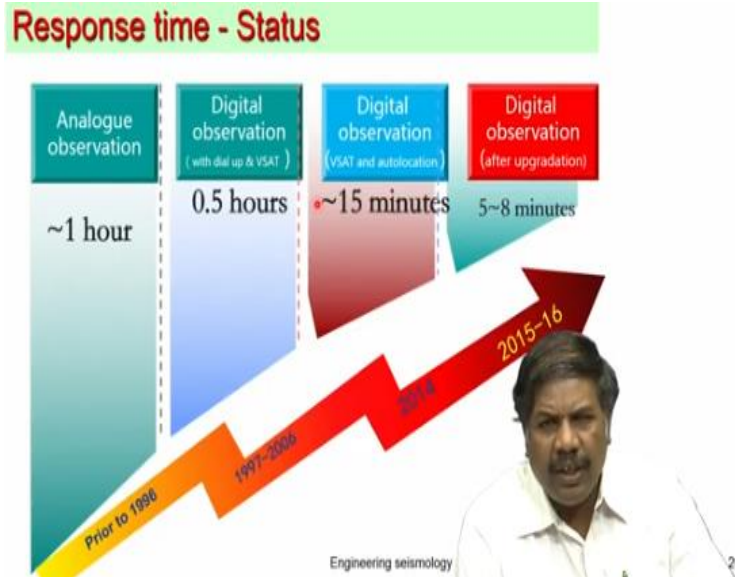 Response time - Status
Analogue
observation
Digital
observation
( with dial up & VSAT )
Digital
observation
(VSAT and autolocation)
Digital
observation
(after upgradation)
~1 hour
0.5 hours
~15 minutes
5~8 minutes
Prior to 1996
1997-2006
2014
2015-16
Engineering seismology
2